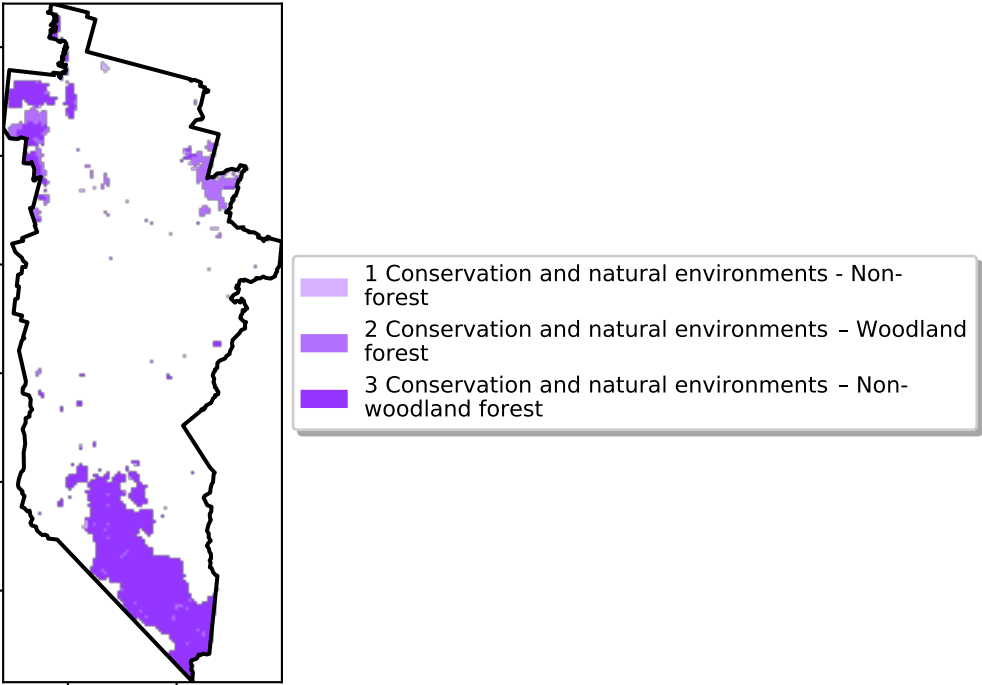 1 Conservation and natural environments - Non-
forest
2 Conservation and natural environments – Woodland
forest
3 Conservation and natural environments – Non-
woodland forest